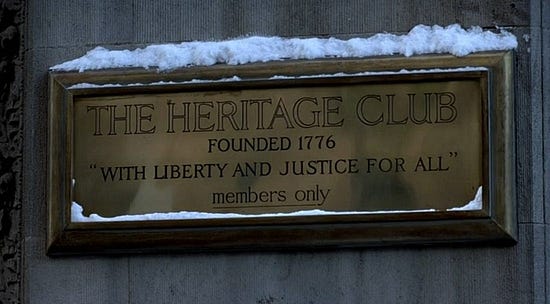 THE HERITAGE CLUB
FOUNDED 1776
"WITH LIBERTY AND JUSTICE FOR ALL"
members only